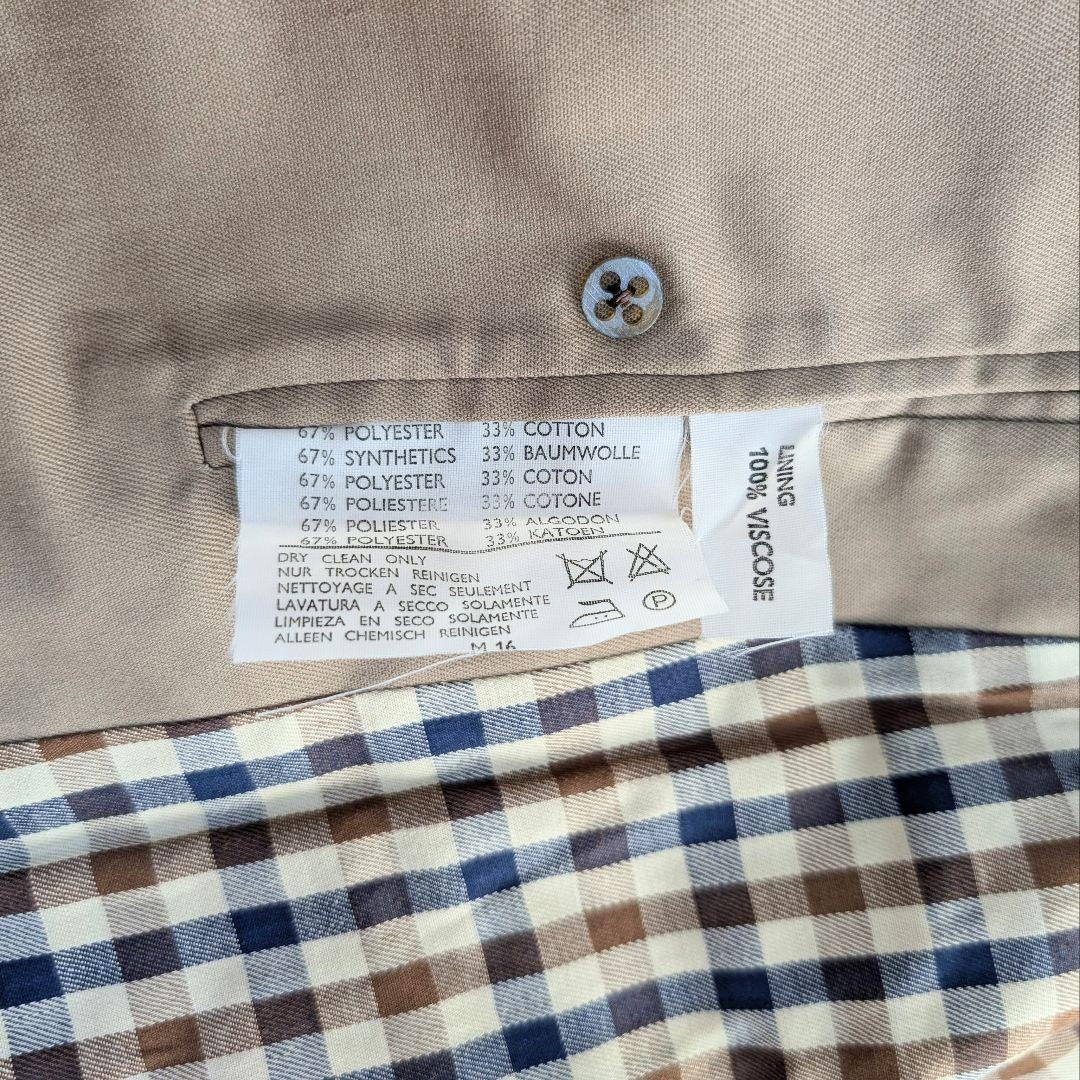 67% POLYESTER 33% COTTON
67% SYNTHETICS 33% BAUMWOLLE
67% POLYESTER 33% COTON
67% POLIESTERE 33% COTONE
67% POLIESTER 33% ALGODON
67% POLYESTER 33% KATOEN
DRY CLEAN ONLY
NUR TROCKEN REINIGEN
NETTOYAGE A SEC SEULEMENT
LAVATURA A SECCO SOLAMENTE
LIMPIEZA EN SECO SOLAMENTE
ALLEEN CHEMISCH REINIGEN
M 16
P
LINING
100% VISCOSE